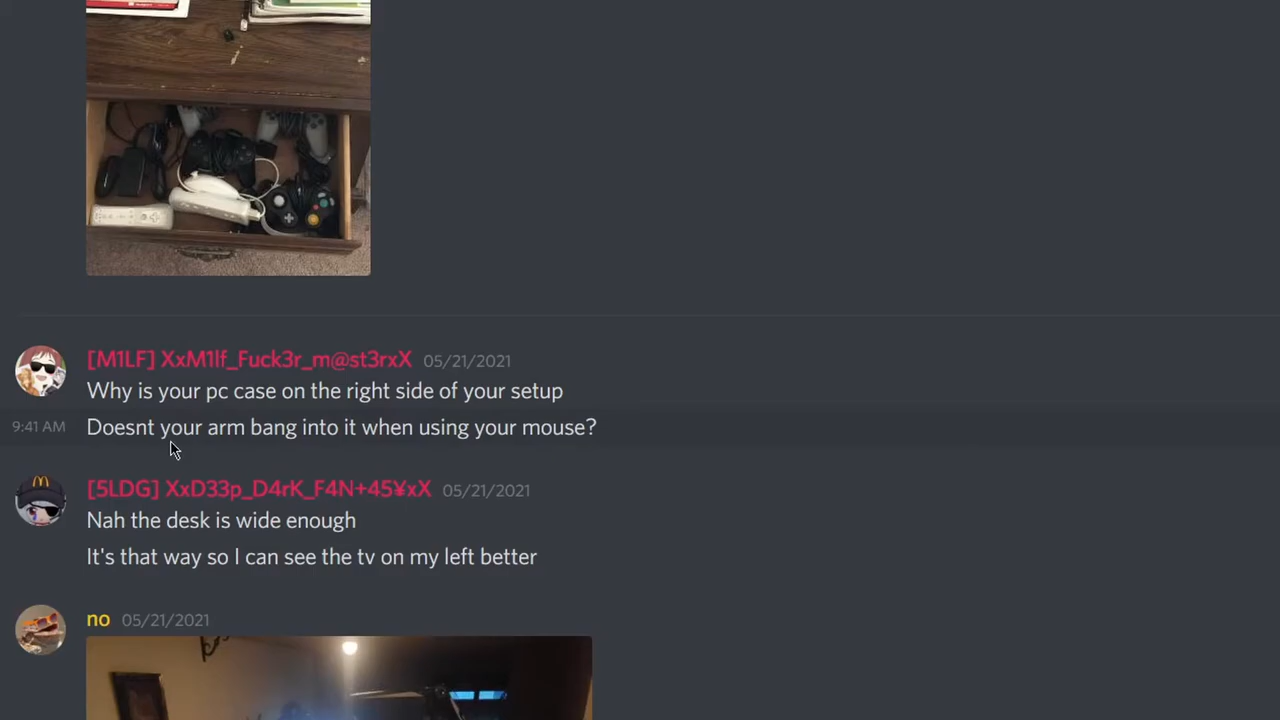 [M1LF] XxM1lf_Fuck3r_m@st3rxX 05/21/2021
Why is your pc case on the right side of your setup
9:41 AM Doesnt your arm bang into it when using your mouse?
[5LDG] XxD33p_D4rK_F4N+45¥xX 05/21/2021
Nah the desk is wide enough
It's that way so I can see the tv on my left better
no 05/21/2021